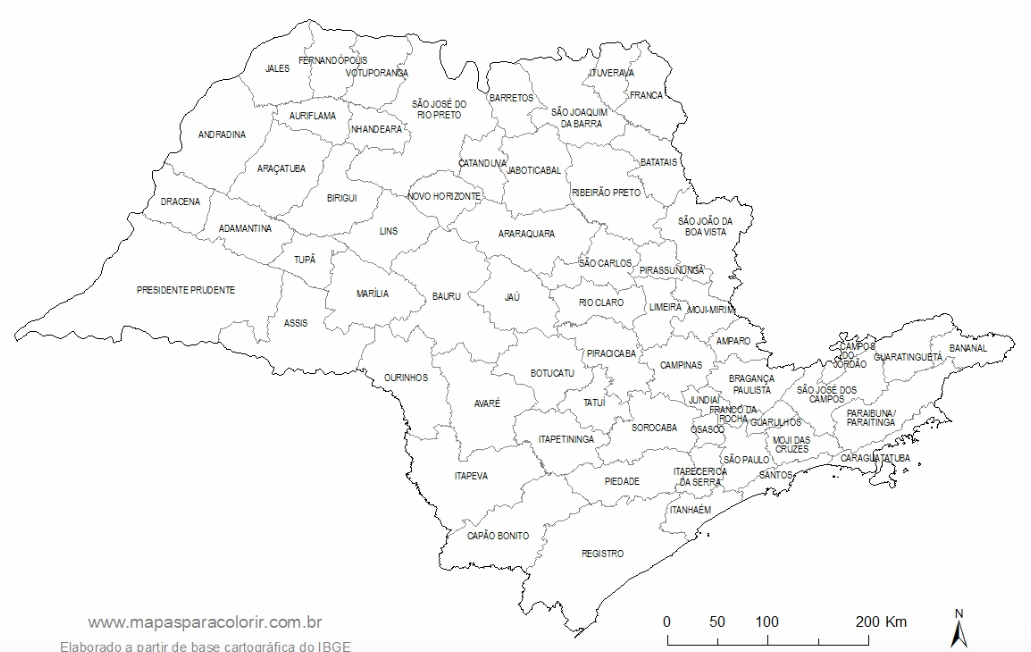 FERNANDÓPOLIS
JALES
VOTUPORANGA
ITUVERAVA
FRANCA
BARRETOS
SÃO JOSÉ DO
RIO PRETO
SÃO JOAQUIM
DA BARRA
AURIFLAMA
NHANDEARA
ANDRADINA
CATANDUVA
BATATAIS
ARAÇATUBA
JABOTICABAL
RIBEIRÃO PRETO
BIRIGUI
NOVO HORIZONTE
DRACENA
SÃO JOÃO DA
BOA VISTA
ADAMANTINA
LINS
ARARAQUARA
TUPÃ
SÃO CARLOS
PIRASSUNUNGA
PRESIDENTE PRUDENTE
MARÍLIA
BAURU
JAÚ
RIO CLARO
LIMEIRA
MOJI-MIRIM
ASSIS
AMPARO
CAMPOS
DO
JORDÃO
BANANAL
GUARATINGUETÁ
PIRACICABA
CAMPINAS
OURINHOS
BOTUCATU
BRAGANÇA
PAULISTA
SÃO JOSÉ DOS
CAMPOS
AVARÉ
TATUÍ
JUNDIAÍ
FRANCO DA
ROCHA
GUARULHOS
PARAIBUNA/
PARAITINGA
SOROCABA
OSASCO
ITAPETININGA
MOJI DAS
CRUZES
SÃO PAULO
CARAGUATATUBA
ITAPEVA
PIEDADE
ITAPECERICA
DA SERRA
SANTOS
ITANHAÉM
CAPÃO BONITO
REGISTRO
www.mapasparacolorir.com.br
Elaborado a partir de base cartográfica do IBGE
0 50 100 200 Km
N